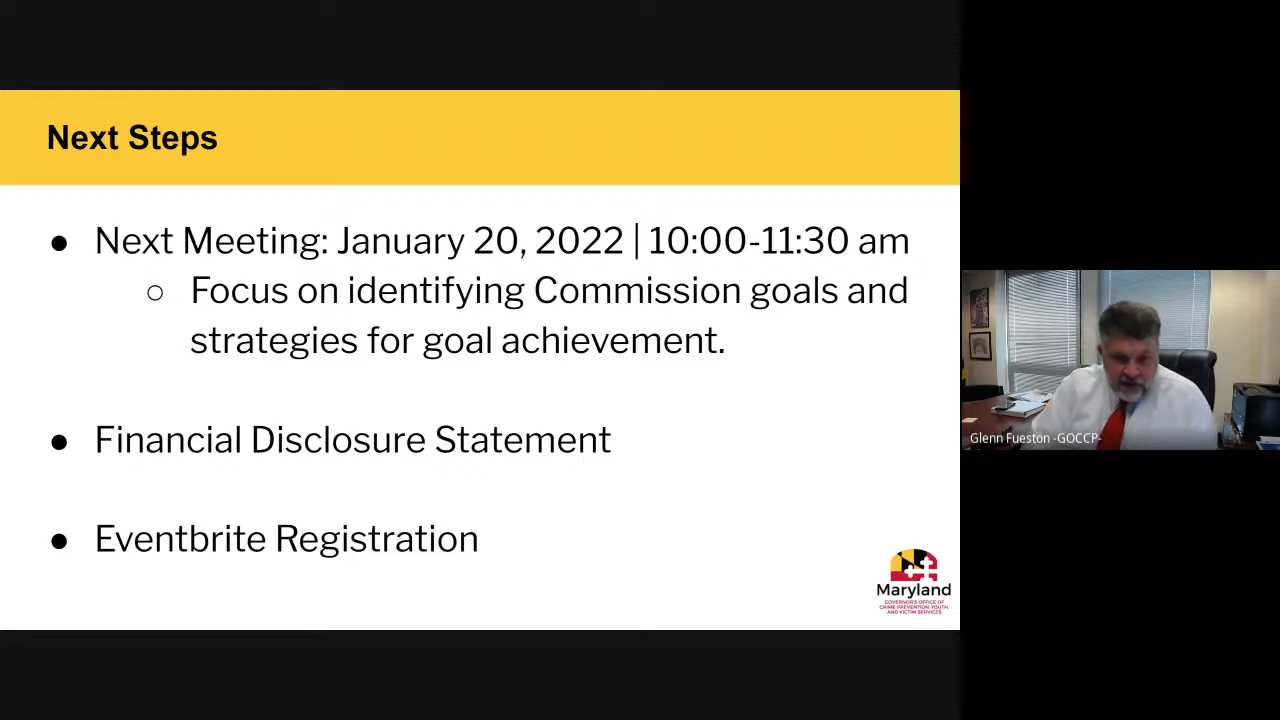 Next Steps
● Next Meeting: January 20, 2022 | 10:00-11:30 am
○ Focus on identifying Commission goals and
strategies for goal achievement.
● Financial Disclosure Statement
● Eventbrite Registration
Maryland
GOVERNOR'S OFFICE OF
CRIME PREVENTION, YOUTH,
AND VICTIM SERVICES
Glenn Fueston -GOCCP-